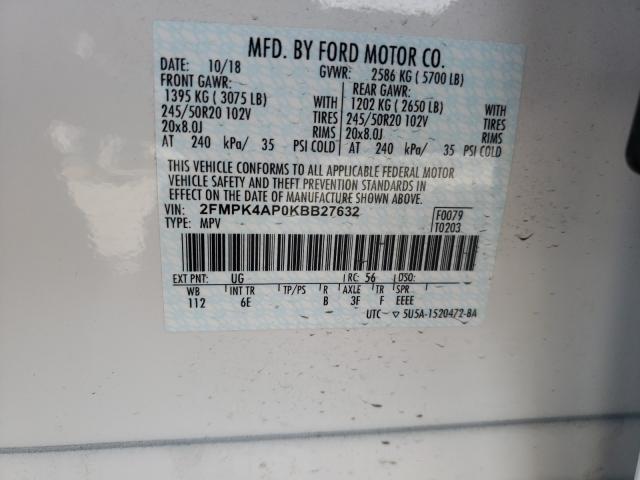 MFD. BY FORD MOTOR CO.
DATE: 10/18 GVWR: 2586 KG ( 5700 LB)
FRONT GAWR: REAR GAWR:
1395 KG ( 3075 LB) WITH 1202 KG ( 2650 LB) WITH
245/50R20 102V TIRES 245/50R20 102V TIRES
20x8.0J RIMS 20x8.0J RIMS
AT 240 kPa/ 35 PSI COLD AT 240 kPa/ 35 PSI COLD
THIS VEHICLE CONFORMS TO ALL APPLICABLE FEDERAL MOTOR
VEHICLE SAFETY AND THEFT PREVENTION STANDARDS IN
EFFECT ON THE DATE OF MANUFACTURE SHOWN ABOVE.
VIN: 2FMPK4AP0KBB27632 F0079
TYPE: MPV T0203
EXT PNT: UG RC: 56 DSO:
WB INT TR TP/PS R AXLE TR SPR
112 6E B 3F F EEEE
UTC ▽ 5U5A-1520472-BA